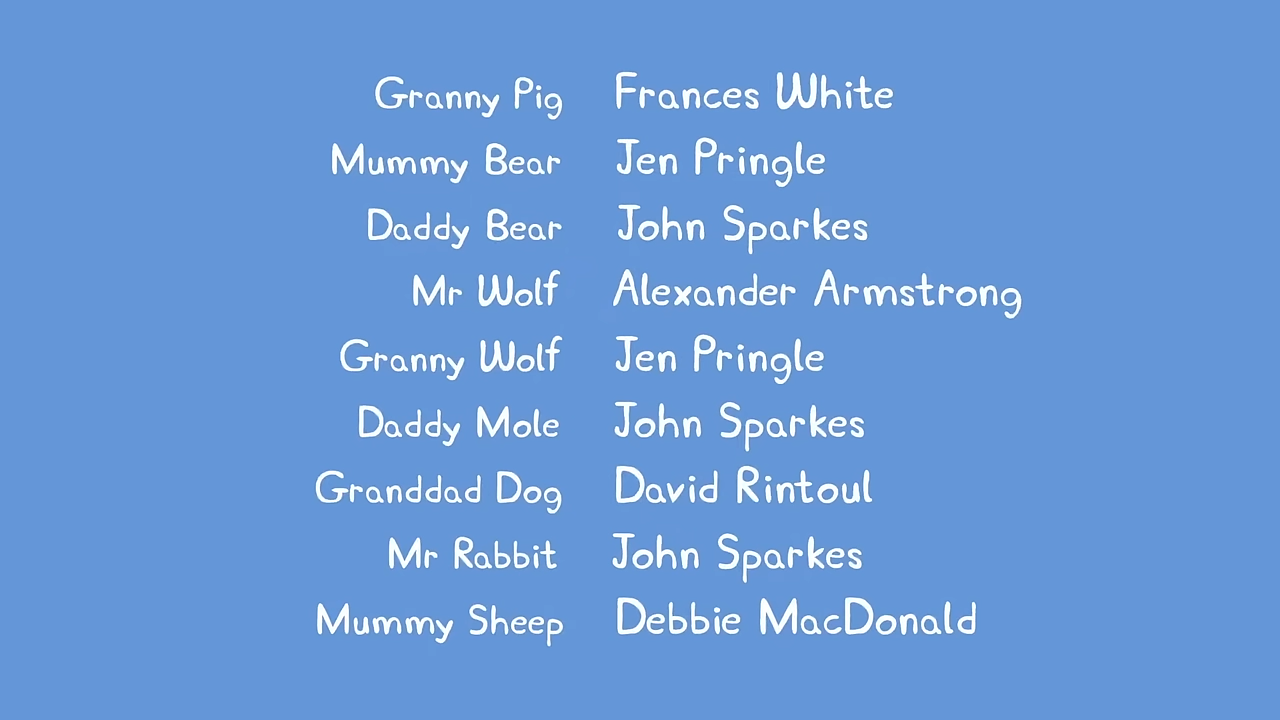 Granny Pig Frances White
Mummy Bear Jen Pringle
Daddy Bear John Sparkes
Mr Wolf Alexander Armstrong
Granny Wolf Jen Pringle
Daddy Mole John Sparkes
Granddad Dog David Rintoul
Mr Rabbit John Sparkes
Mummy Sheep Debbie MacDonald